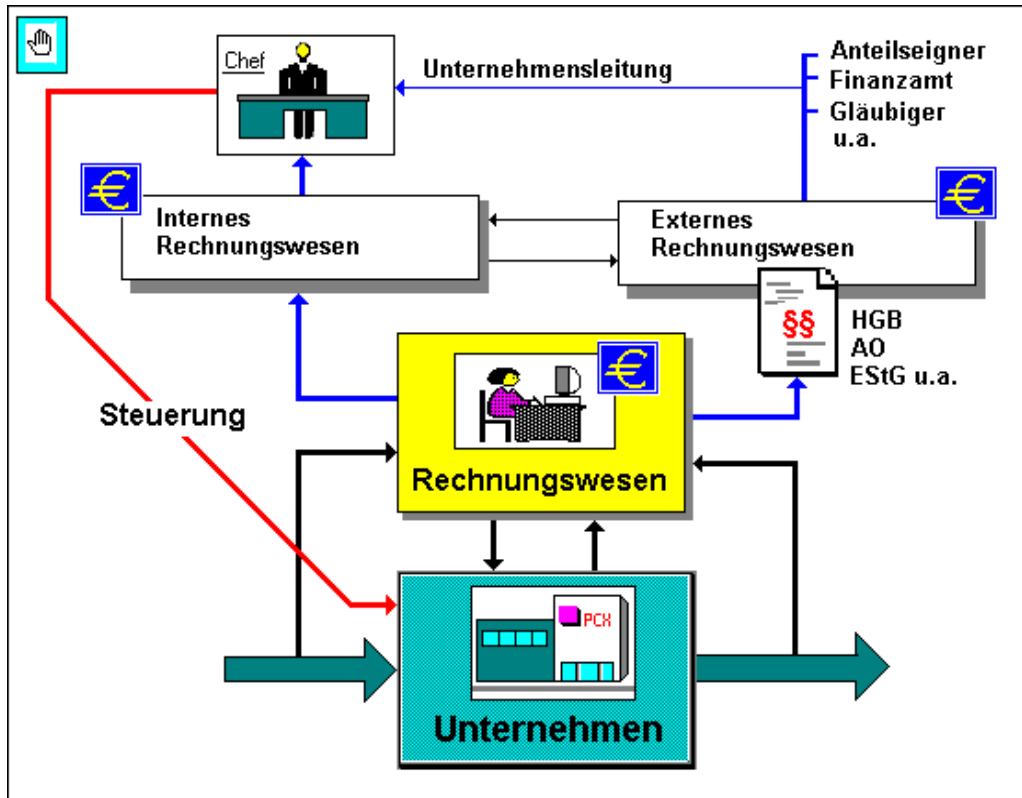 Chef
Unternehmensleitung
Anteilseigner
Finanzamt
Gläubiger
u.a.
€
Internes
Rechnungswesen
Externes
Rechnungswesen
€
§§
HGB
AO
EStG u.a.
€
Steuerung
Rechnungswesen
PCX
Unternehmen